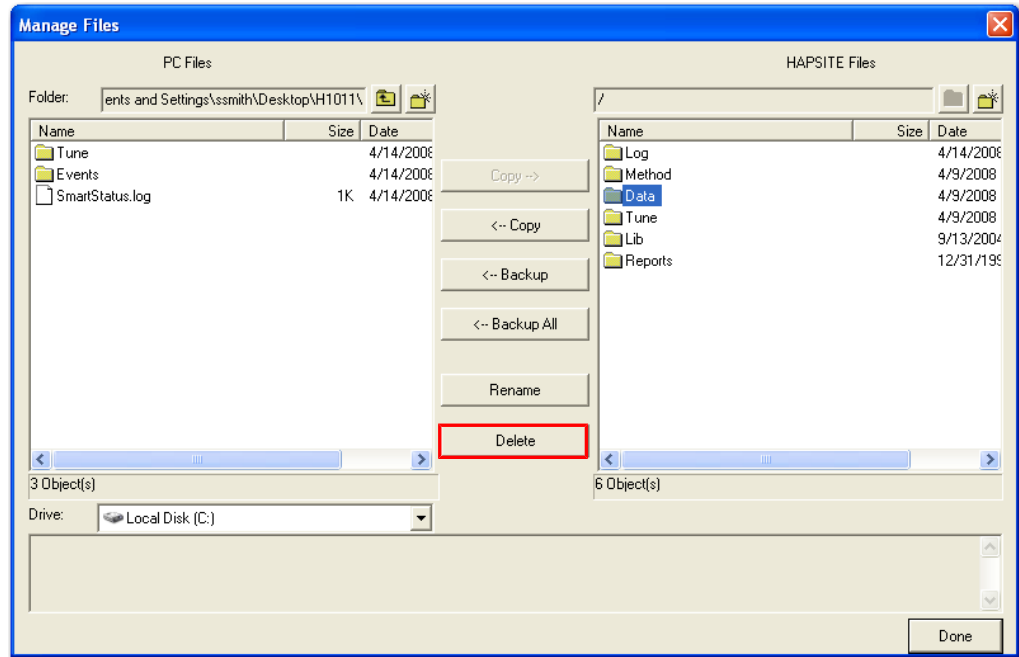 Manage Files
PC Files
HAPSITE Files
Folder: ents and Settings\ssmith\Desktop\H1011\
/
Name Size Date
Tune 4/14/2008
Events 4/14/2008
SmartStatus.log 1K 4/14/2008
Copy -->
<-- Copy
<-- Backup
<-- Backup All
Rename
Delete
Name Size Date
Log 4/14/2008
Method 4/9/2008
Data 4/9/2008
Tune 4/9/2008
Lib 9/13/2004
Reports 12/31/199
3 Object(s)
6 Object(s)
Drive: Local Disk (C:)
Done